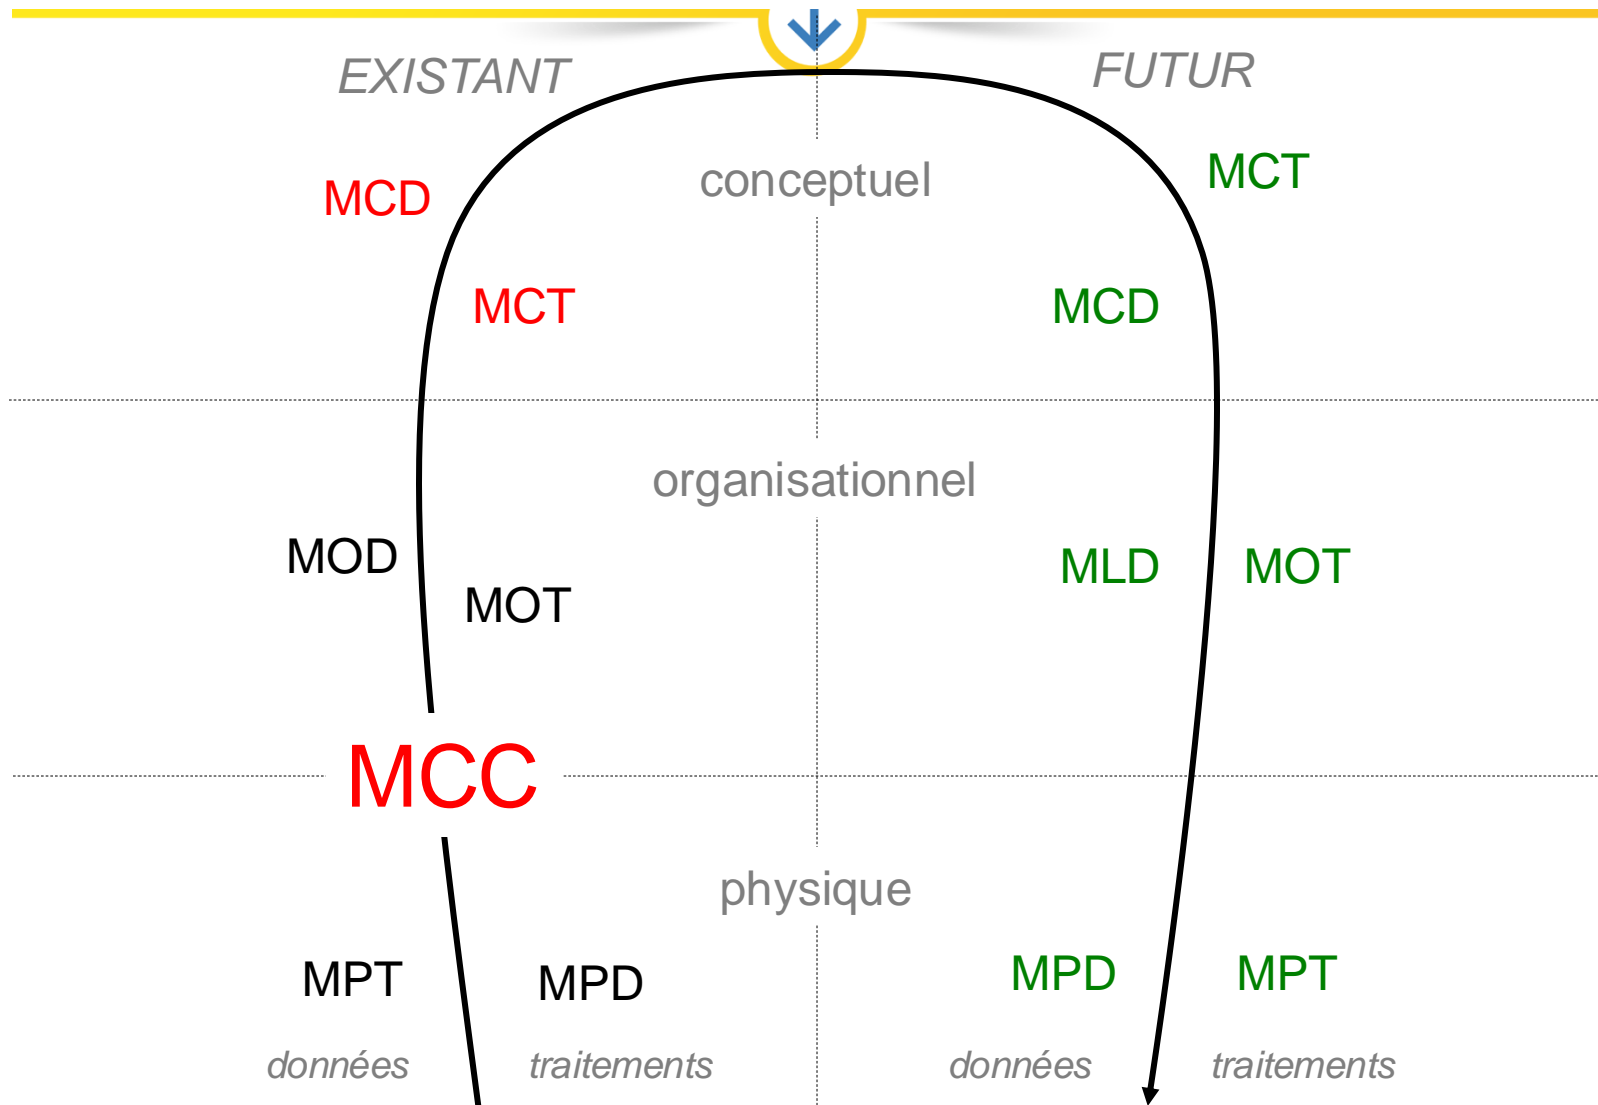 EXISTANT
FUTUR
MCD
conceptuel
MCT
MCT
MCD
organisationnel
MOD
MOT
MLD
MOT
MCC
physique
MPT
MPD
MPD
MPT
données
traitements
données
traitements